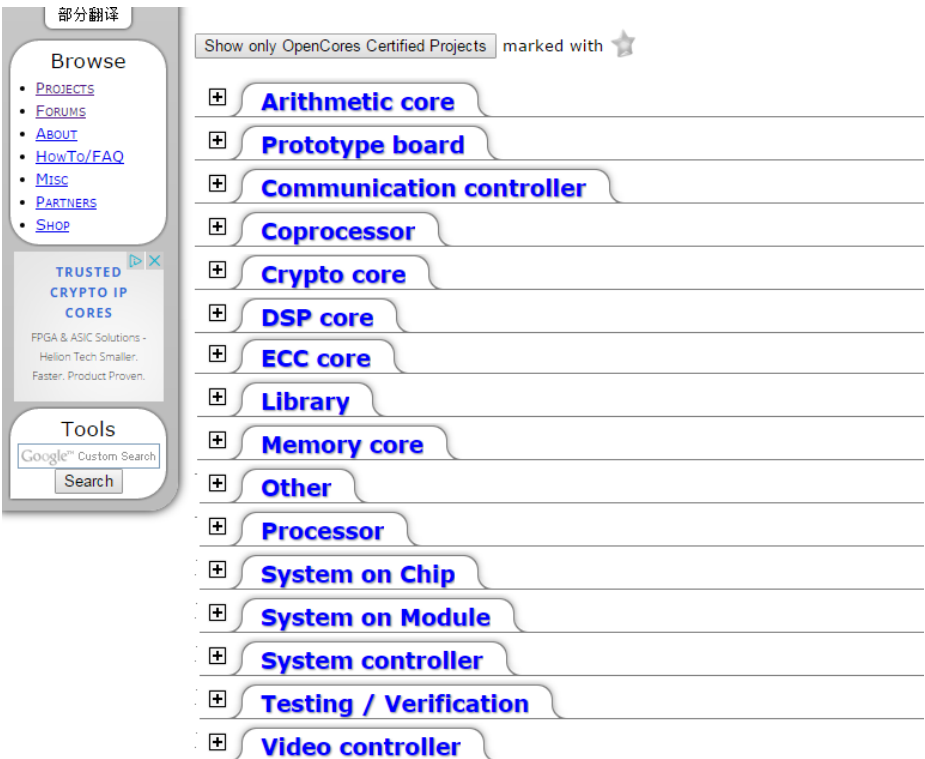 部分翻译
Browse
PROJECTS
FORUMS
ABOUT
HOWTO/FAQ
MISC
PARTNERS
SHOP
TRUSTED
CRYPTO IP
CORES
FPGA & ASIC Solutions -
Helion Tech Smaller.
Faster. Product Proven.
Tools
Google™ Custom Search
Search
Show only OpenCores Certified Projects marked with
Arithmetic core
Prototype board
Communication controller
Coprocessor
Crypto core
DSP core
ECC core
Library
Memory core
Other
Processor
System on Chip
System on Module
System controller
Testing / Verification
Video controller